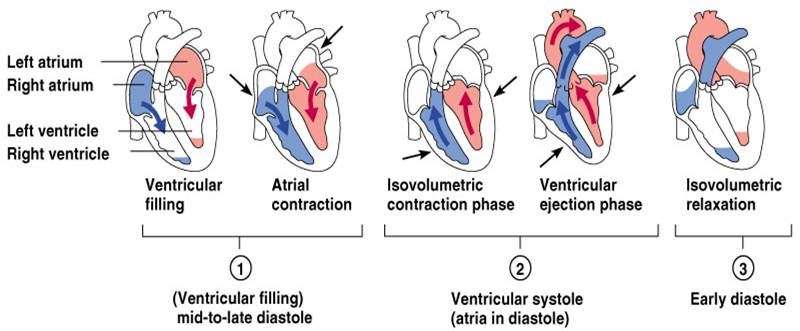 Left atrium
Right atrium
Left ventricle
Right ventricle
Ventricular
filling
Atrial
contraction
Isovolumetric
contraction phase
Ventricular
ejection phase
Isovolumetric
relaxation
1
2
3
(Ventricular filling)
mid-to-late diastole
Ventricular systole
(atria in diastole)
Early diastole